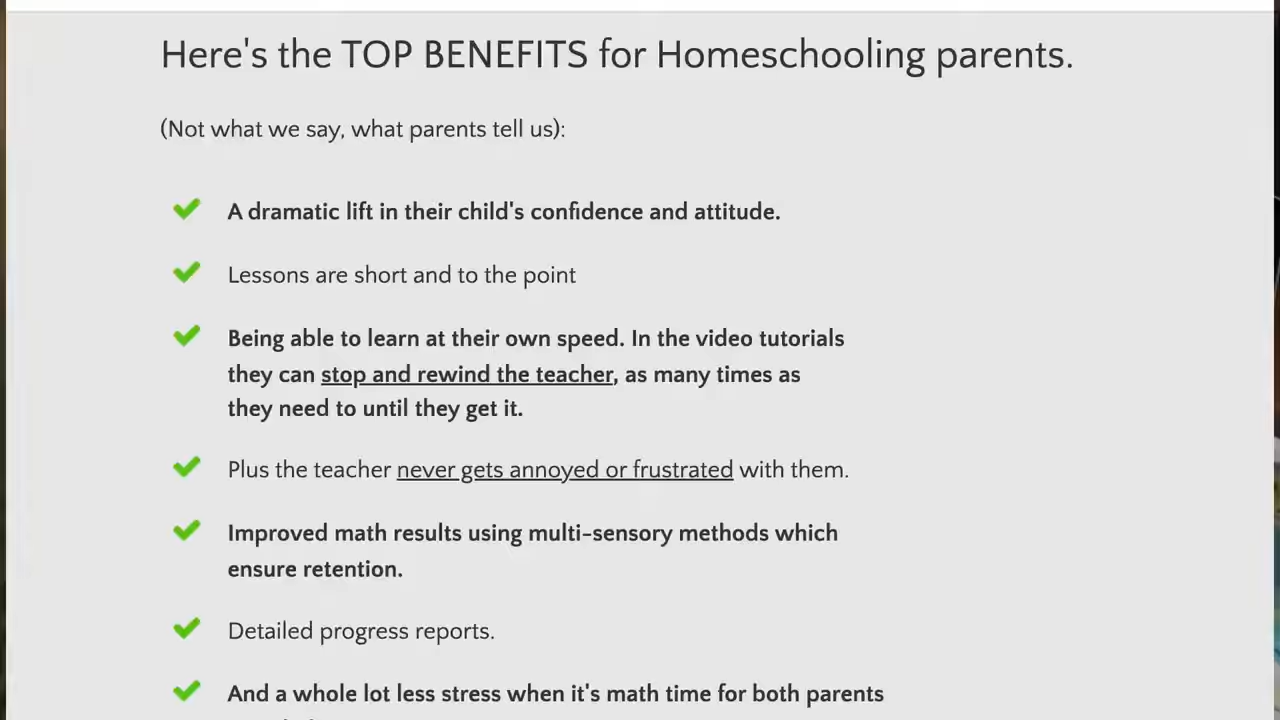 Here's the TOP BENEFITS for Homeschooling parents.
(Not what we say, what parents tell us):
A dramatic lift in their child's confidence and attitude.
Lessons are short and to the point
Being able to learn at their own speed. In the video tutorials
they can stop and rewind the teacher, as many times as
they need to until they get it.
Plus the teacher never gets annoyed or frustrated with them.
Improved math results using multi-sensory methods which
ensure retention.
Detailed progress reports.
And a whole lot less stress when it's math time for both parents